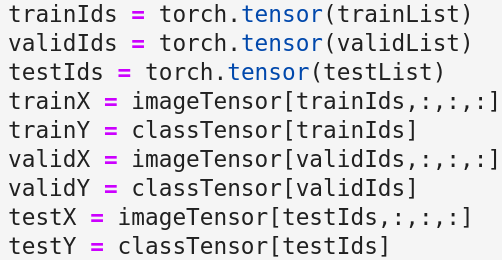 trainIds = torch.tensor(trainList)
validIds = torch.tensor(validList)
testIds = torch.tensor(testList)
trainX = imageTensor[trainIds,:,:,:]
trainY = classTensor[trainIds]
validX = imageTensor[validIds,:,:,:]
validY = classTensor[validIds]
testX = imageTensor[testIds,:,:,:]
testY = classTensor[testIds]